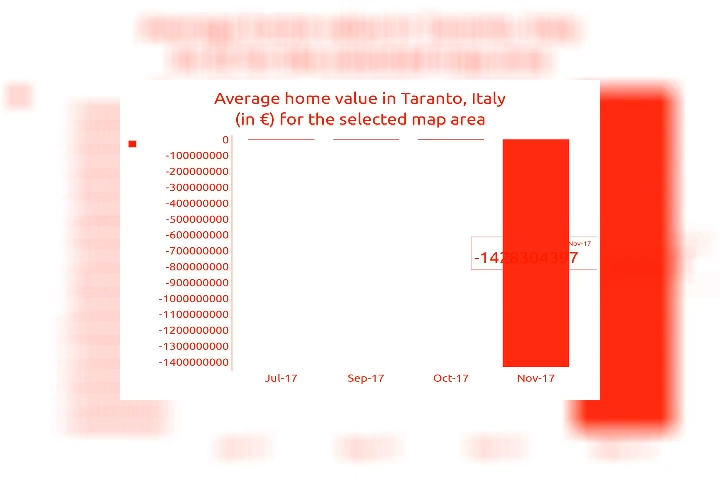 Average home value in Taranto, Italy
(in €) for the selected map area
0
-100000000
-200000000
-300000000
-400000000
-500000000
-600000000
-700000000
-800000000
-900000000
-1000000000
-1100000000
-1200000000
-1300000000
-1400000000
Nov-17
-1428304397
Jul-17
Sep-17
Oct-17
Nov-17